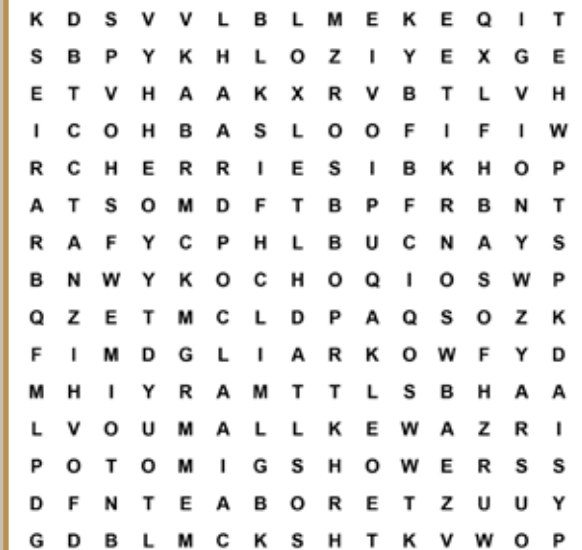 K D S V V L B L M E K E Q I T
S B P Y K H L O Z I Y E X G E
E T V H A A K X R V B T L V H
I C O H B A S L O O F I F I W
R C H E R R I E S I B K H O P
A T S O M D F T B P F R B N T
R A F Y C P H L B U C N A Y S
B N W Y K O C H O Q I O S W P
Q Z E T M C L D P A Q S O Z K
F I M D G L I A R K O W F Y D
M H I Y R A M T T L S B H A A
L V O U M A L L K E W A Z R I
P O T O M I G S H O W E R S S
D F N T E A B O R E T Z U U Y
G D B L M C K S H T K V W O P